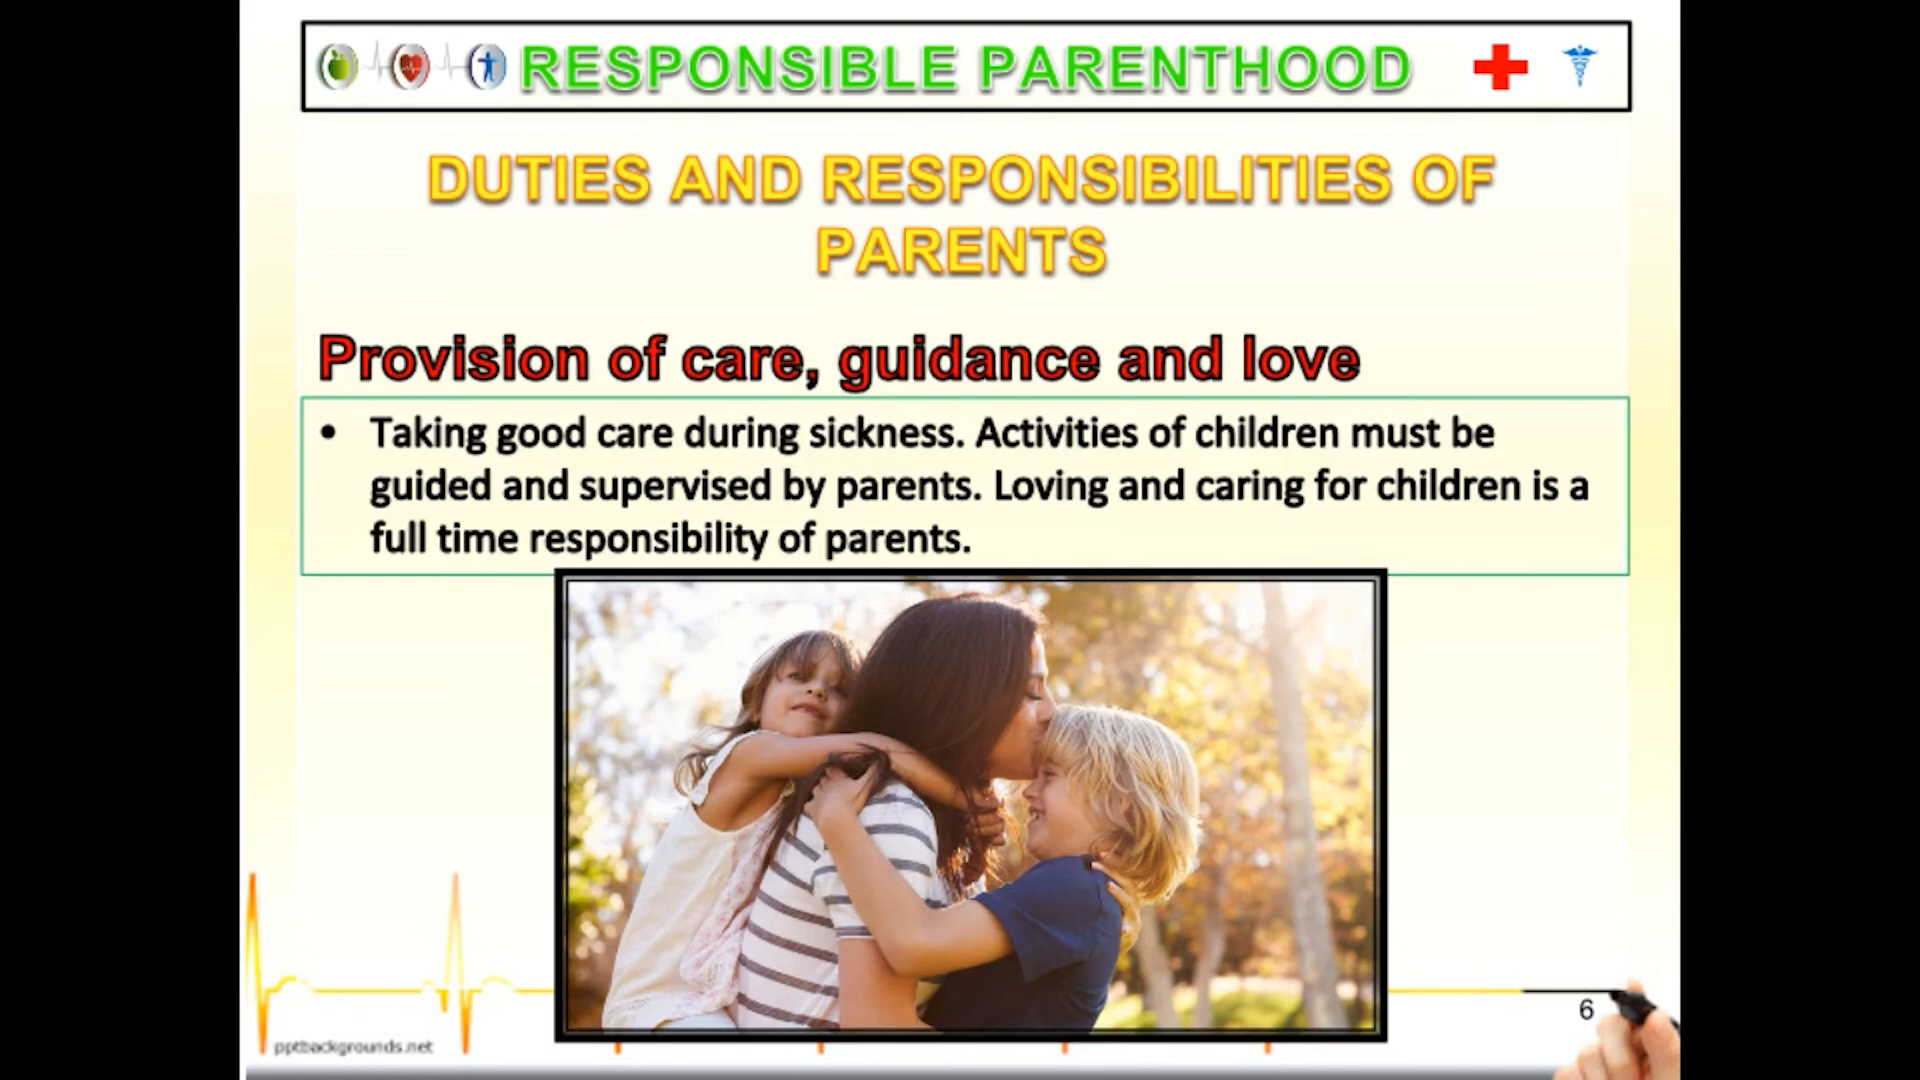 RESPONSIBLE PARENTHOOD
DUTIES AND RESPONSIBILITIES OF
PARENTS
Provision of care, guidance and love
• Taking good care during sickness. Activities of children must be
guided and supervised by parents. Loving and caring for children is a
full time responsibility of parents.
6
pptbackgrounds.net